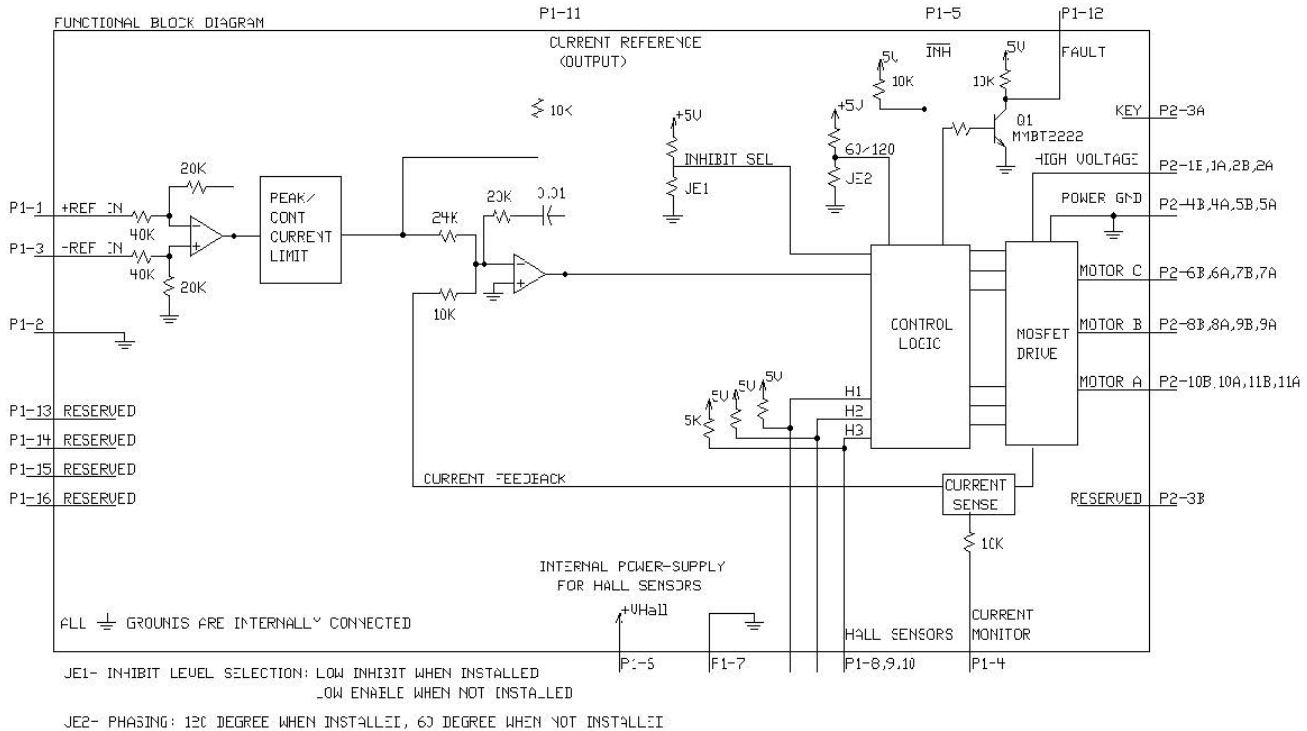 FUNCTIONAL BLOCK DIAGRAM
P1-11
P1-5
P1-12
CURRENT REFERENCE
(OUTPUT)
INH
FAULT
5V
10K
5V
10K
10K
KEY
P2-3A
+5V
+5V
Q1
MMBT2222
20K
INHIBIT SEL
60/120
HIGH VOLTAGE
P2-1B,1A,2B,2A
JE1
JE2
P1-1
+REF IN
PEAK/
CONT
CURRENT
LIMIT
20K
0.01
POWER GND
P2-4B,4A,5B,5A
40K
24K
P1-3
-REF IN
40K
20K
10K
MOTOR C
P2-6B,6A,7B,7A
P1-2
CONTROL
LOGIC
MOSFET
DRIVE
MOTOR B
P2-8B,8A,9B,9A
5V
5V
5V
H1
MOTOR A
P2-10B,10A,11B,11A
P1-13 RESERVED
5K
H2
H3
P1-14 RESERVED
P1-15 RESERVED
CURRENT FEEDBACK
CURRENT
SENSE
P1-16 RESERVED
RESERVED
P2-3B
10K
INTERNAL POWER-SUPPLY
FOR HALL SENSORS
+VHall
ALL GROUNDS ARE INTERNALLY CONNECTED
HALL SENSORS
CURRENT
MONITOR
P1-6
P1-7
P1-8,9,10
P1-4
JE1- INHIBIT LEVEL SELECTION: LOW INHIBIT WHEN INSTALLED
LOW ENABLE WHEN NOT INSTALLED
JE2- PHASING: 120 DEGREE WHEN INSTALLED, 60 DEGREE WHEN NOT INSTALLED